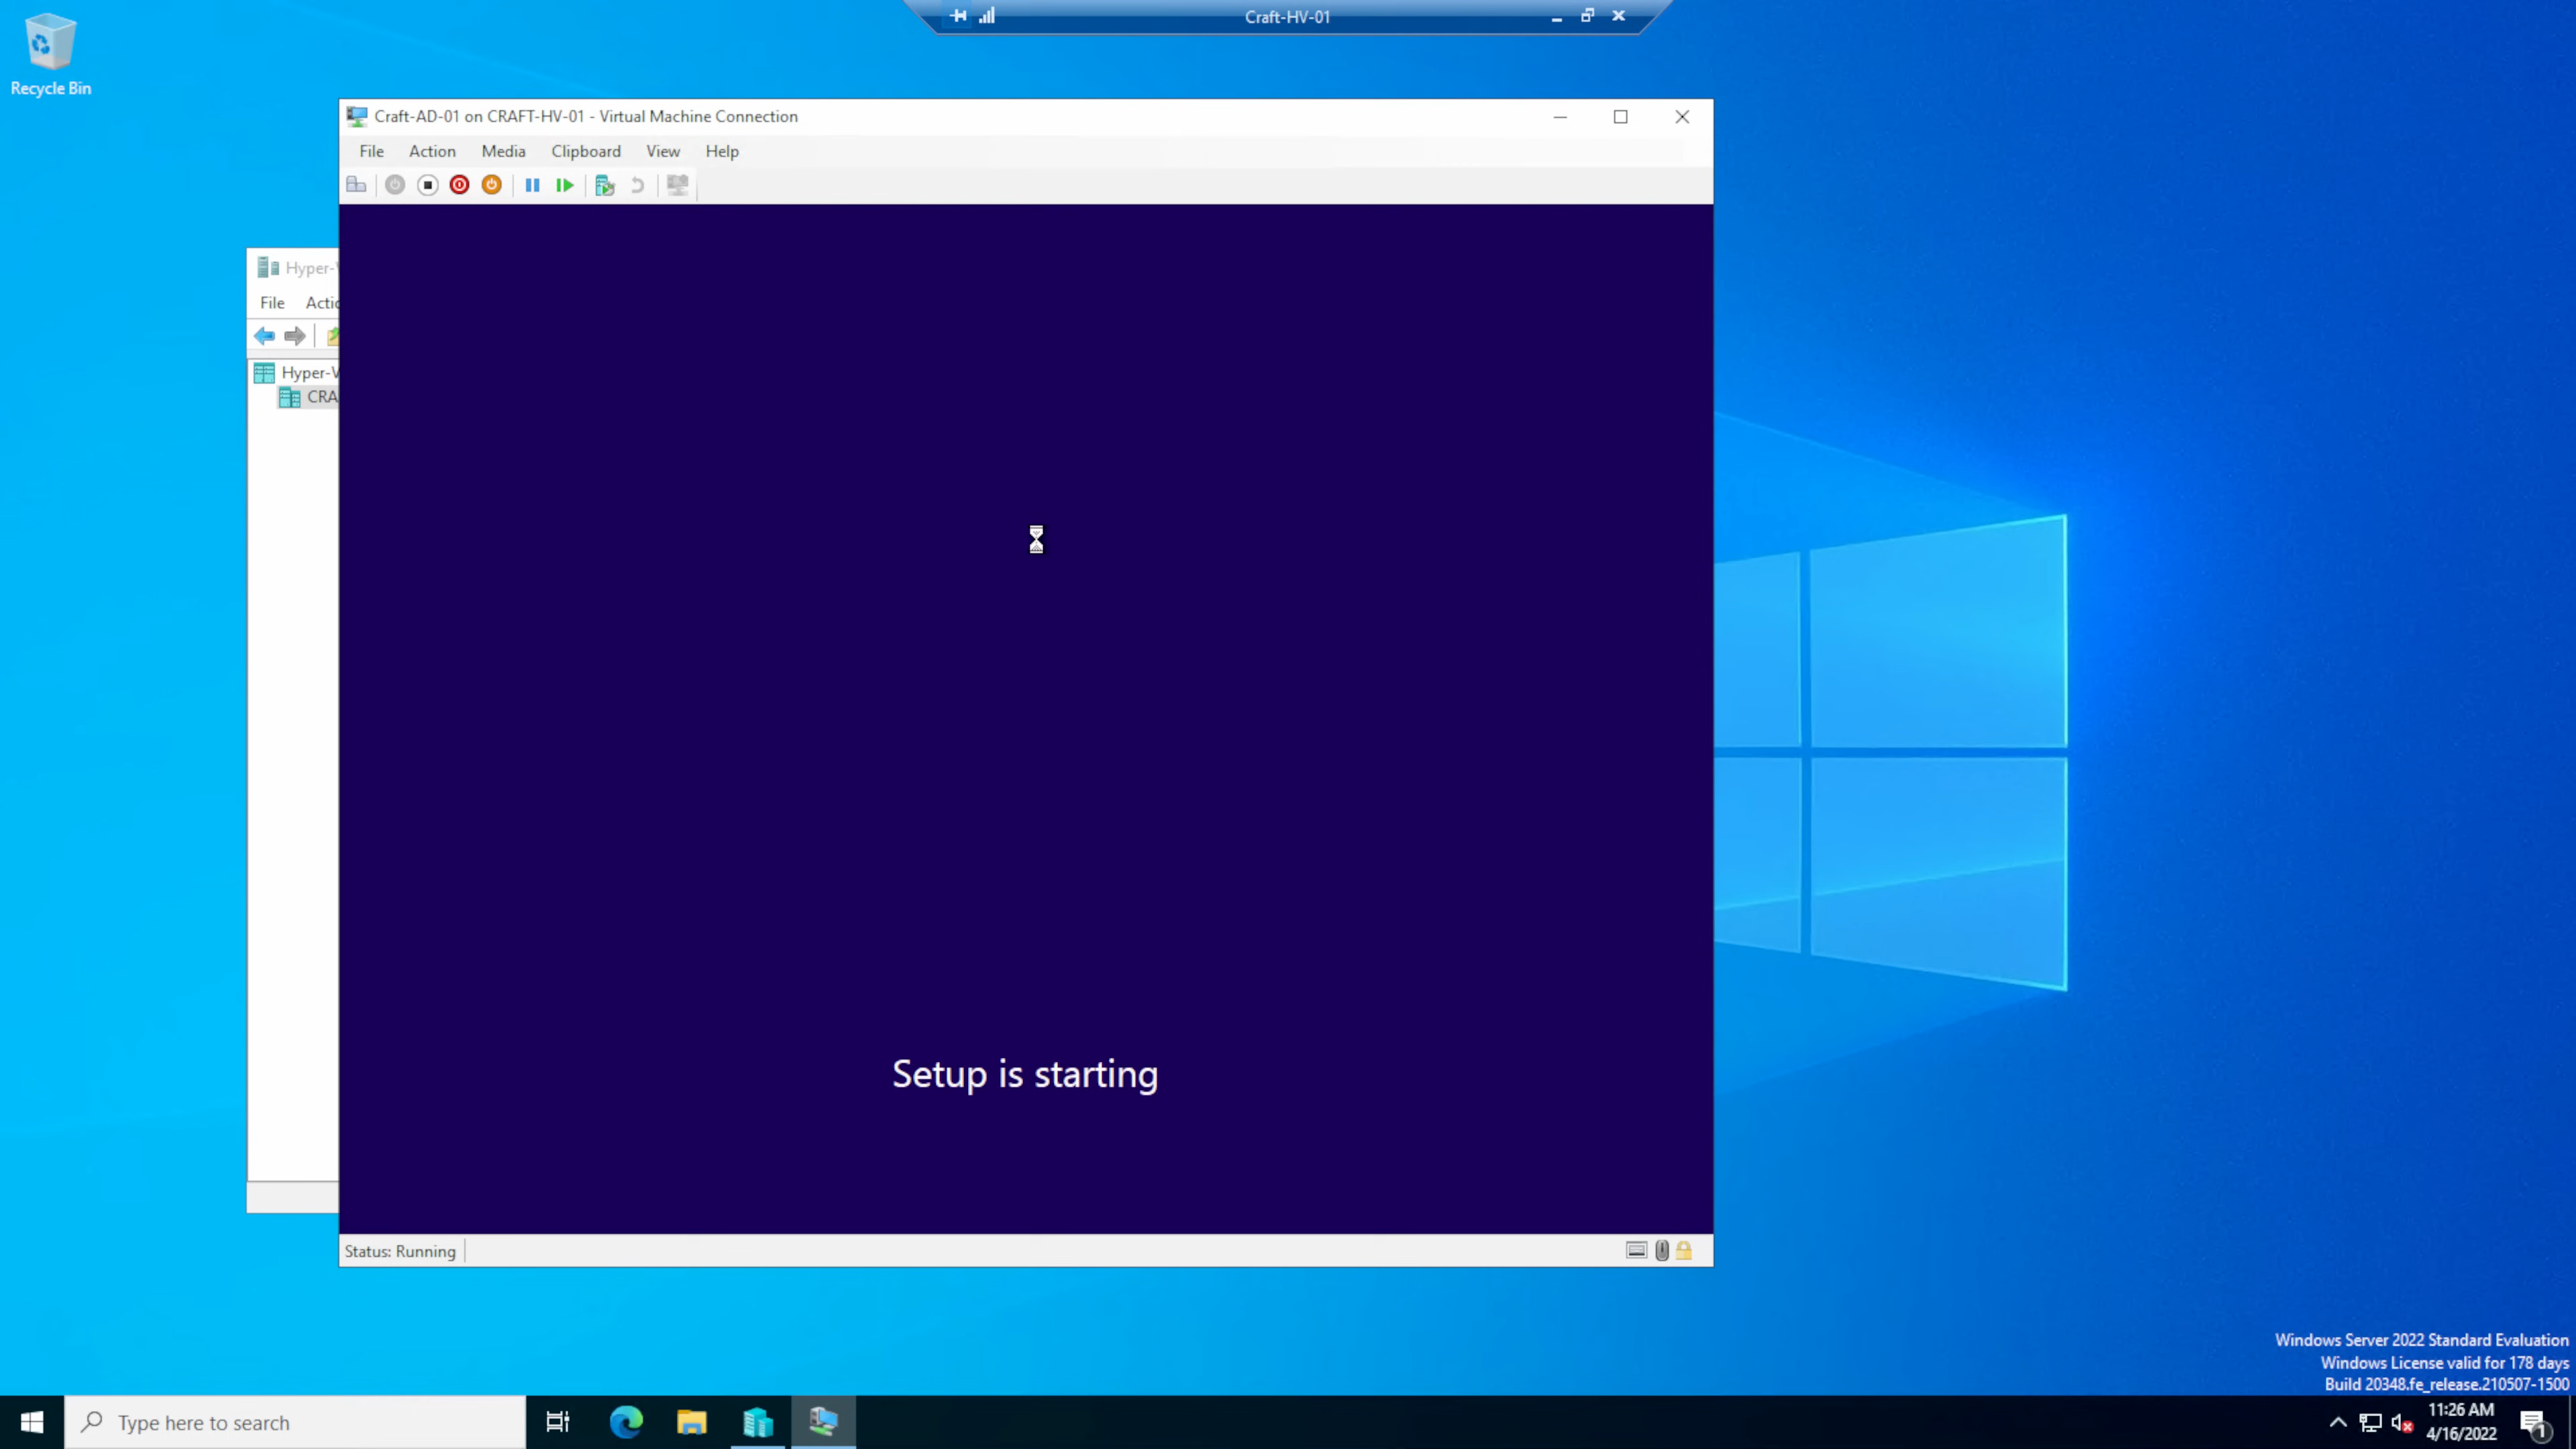 Craft-HV-01
Recycle Bin
Craft-AD-01 on CRAFT-HV-01 - Virtual Machine Connection
File Action Media Clipboard View Help
Hyper-V
File Actio
Hyper-V
CRA
Setup is starting
Status: Running
Windows Server 2022 Standard Evaluation
Windows License valid for 178 days
Build 20348.fe_release.210507-1500
Type here to search
11:26 AM
4/16/2022
1